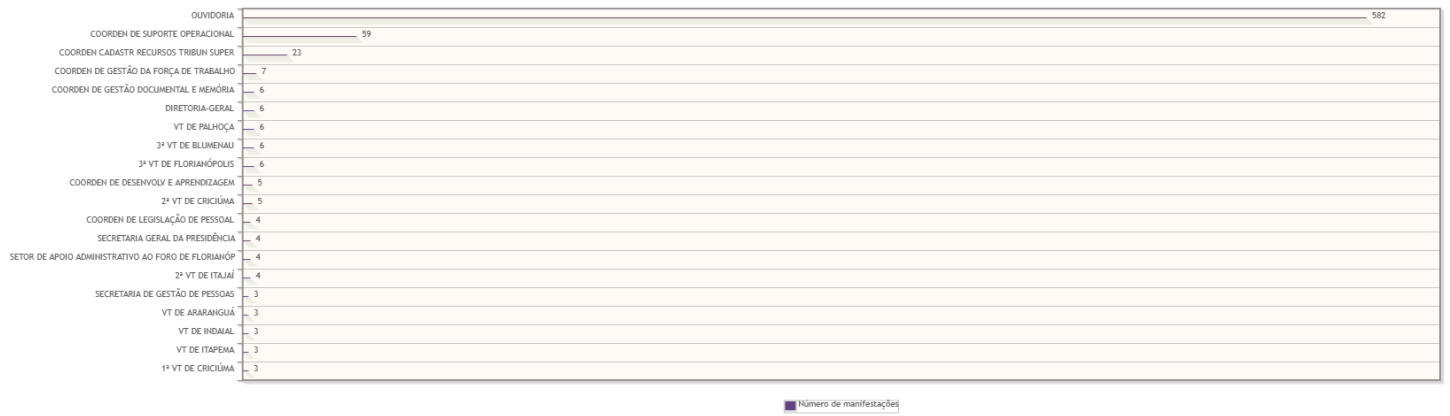 OUVIDORIA 582
COORDEN DE SUPORTE OPERACIONAL 59
COORDEN CADASTR RECURSOS TRIBUN SUPER 23
COORDEN DE GESTÃO DA FORÇA DE TRABALHO 7
COORDEN DE GESTÃO DOCUMENTAL E MEMÓRIA 6
DIRETORIA-GERAL 6
VT DE PALHOÇA 6
3ª VT DE BLUMENAU 6
3ª VT DE FLORIANÓPOLIS 6
COORDEN DE DESENVOLV E APRENDIZAGEM 5
2ª VT DE CRICIÚMA 5
COORDEN DE LEGISLAÇÃO DE PESSOAL 4
SECRETARIA GERAL DA PRESIDÊNCIA 4
SETOR DE APOIO ADMINISTRATIVO AO FORO DE FLORIANÓP 4
2ª VT DE ITAJAÍ 4
SECRETARIA DE GESTÃO DE PESSOAS 3
VT DE ARARANGUÁ 3
VT DE INDAIAL 3
VT DE ITAPEMA 3
1ª VT DE CRICIÚMA 3
Número de manifestações